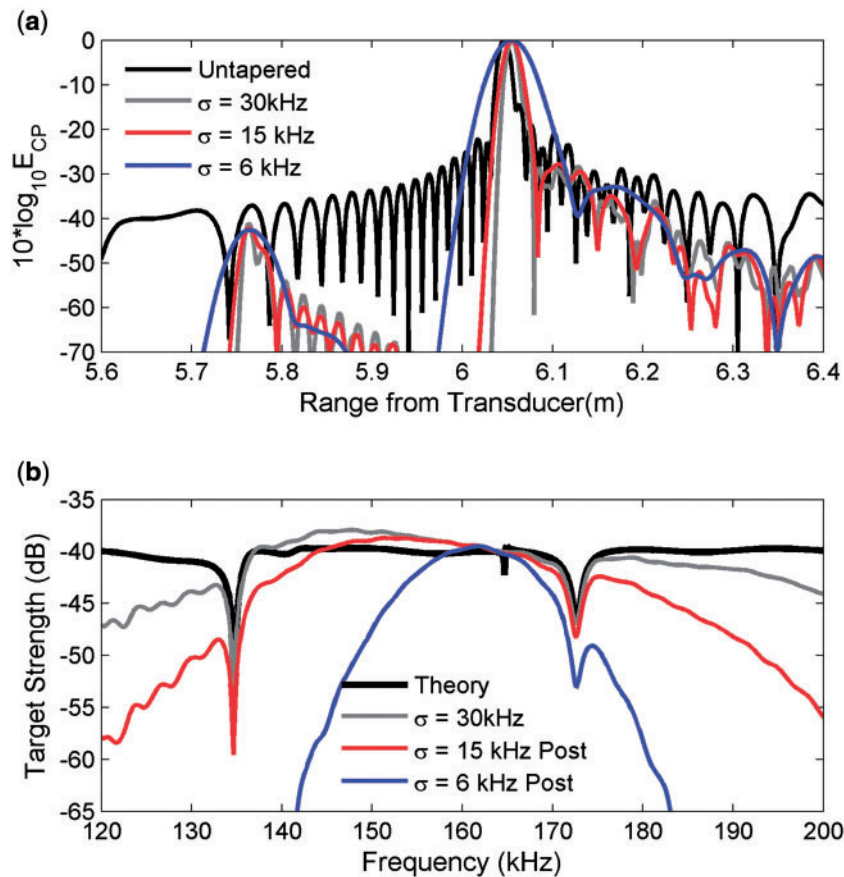 (a)
0
-10
-20
-30
-40
-50
-60
-70
10*log10ECP
Untapered
σ = 30kHz
σ = 15 kHz
σ = 6 kHz
5.6 5.7 5.8 5.9 6 6.1 6.2 6.3 6.4
Range from Transducer(m)
(b)
-35
-40
-45
-50
-55
-60
-65
Target Strength (dB)
Theory
σ = 30kHz
σ = 15 kHz Post
σ = 6 kHz Post
120 130 140 150 160 170 180 190 200
Frequency (kHz)